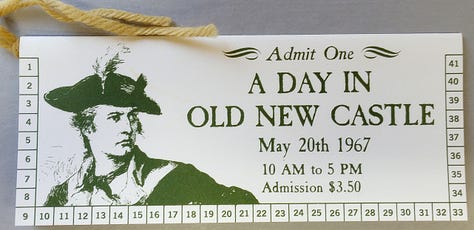 Admit One
A DAY IN
OLD NEW CASTLE
May 20th 1967
10 AM to 5 PM
Admission $3.50
1
2
3
4
5
6
7
8
9 10 11 12 13 14 15 16 17 18 19 20 21 22 23 24 25 26 27 28 29 30 31 32 33
34
35
36
37
38
39
40
41